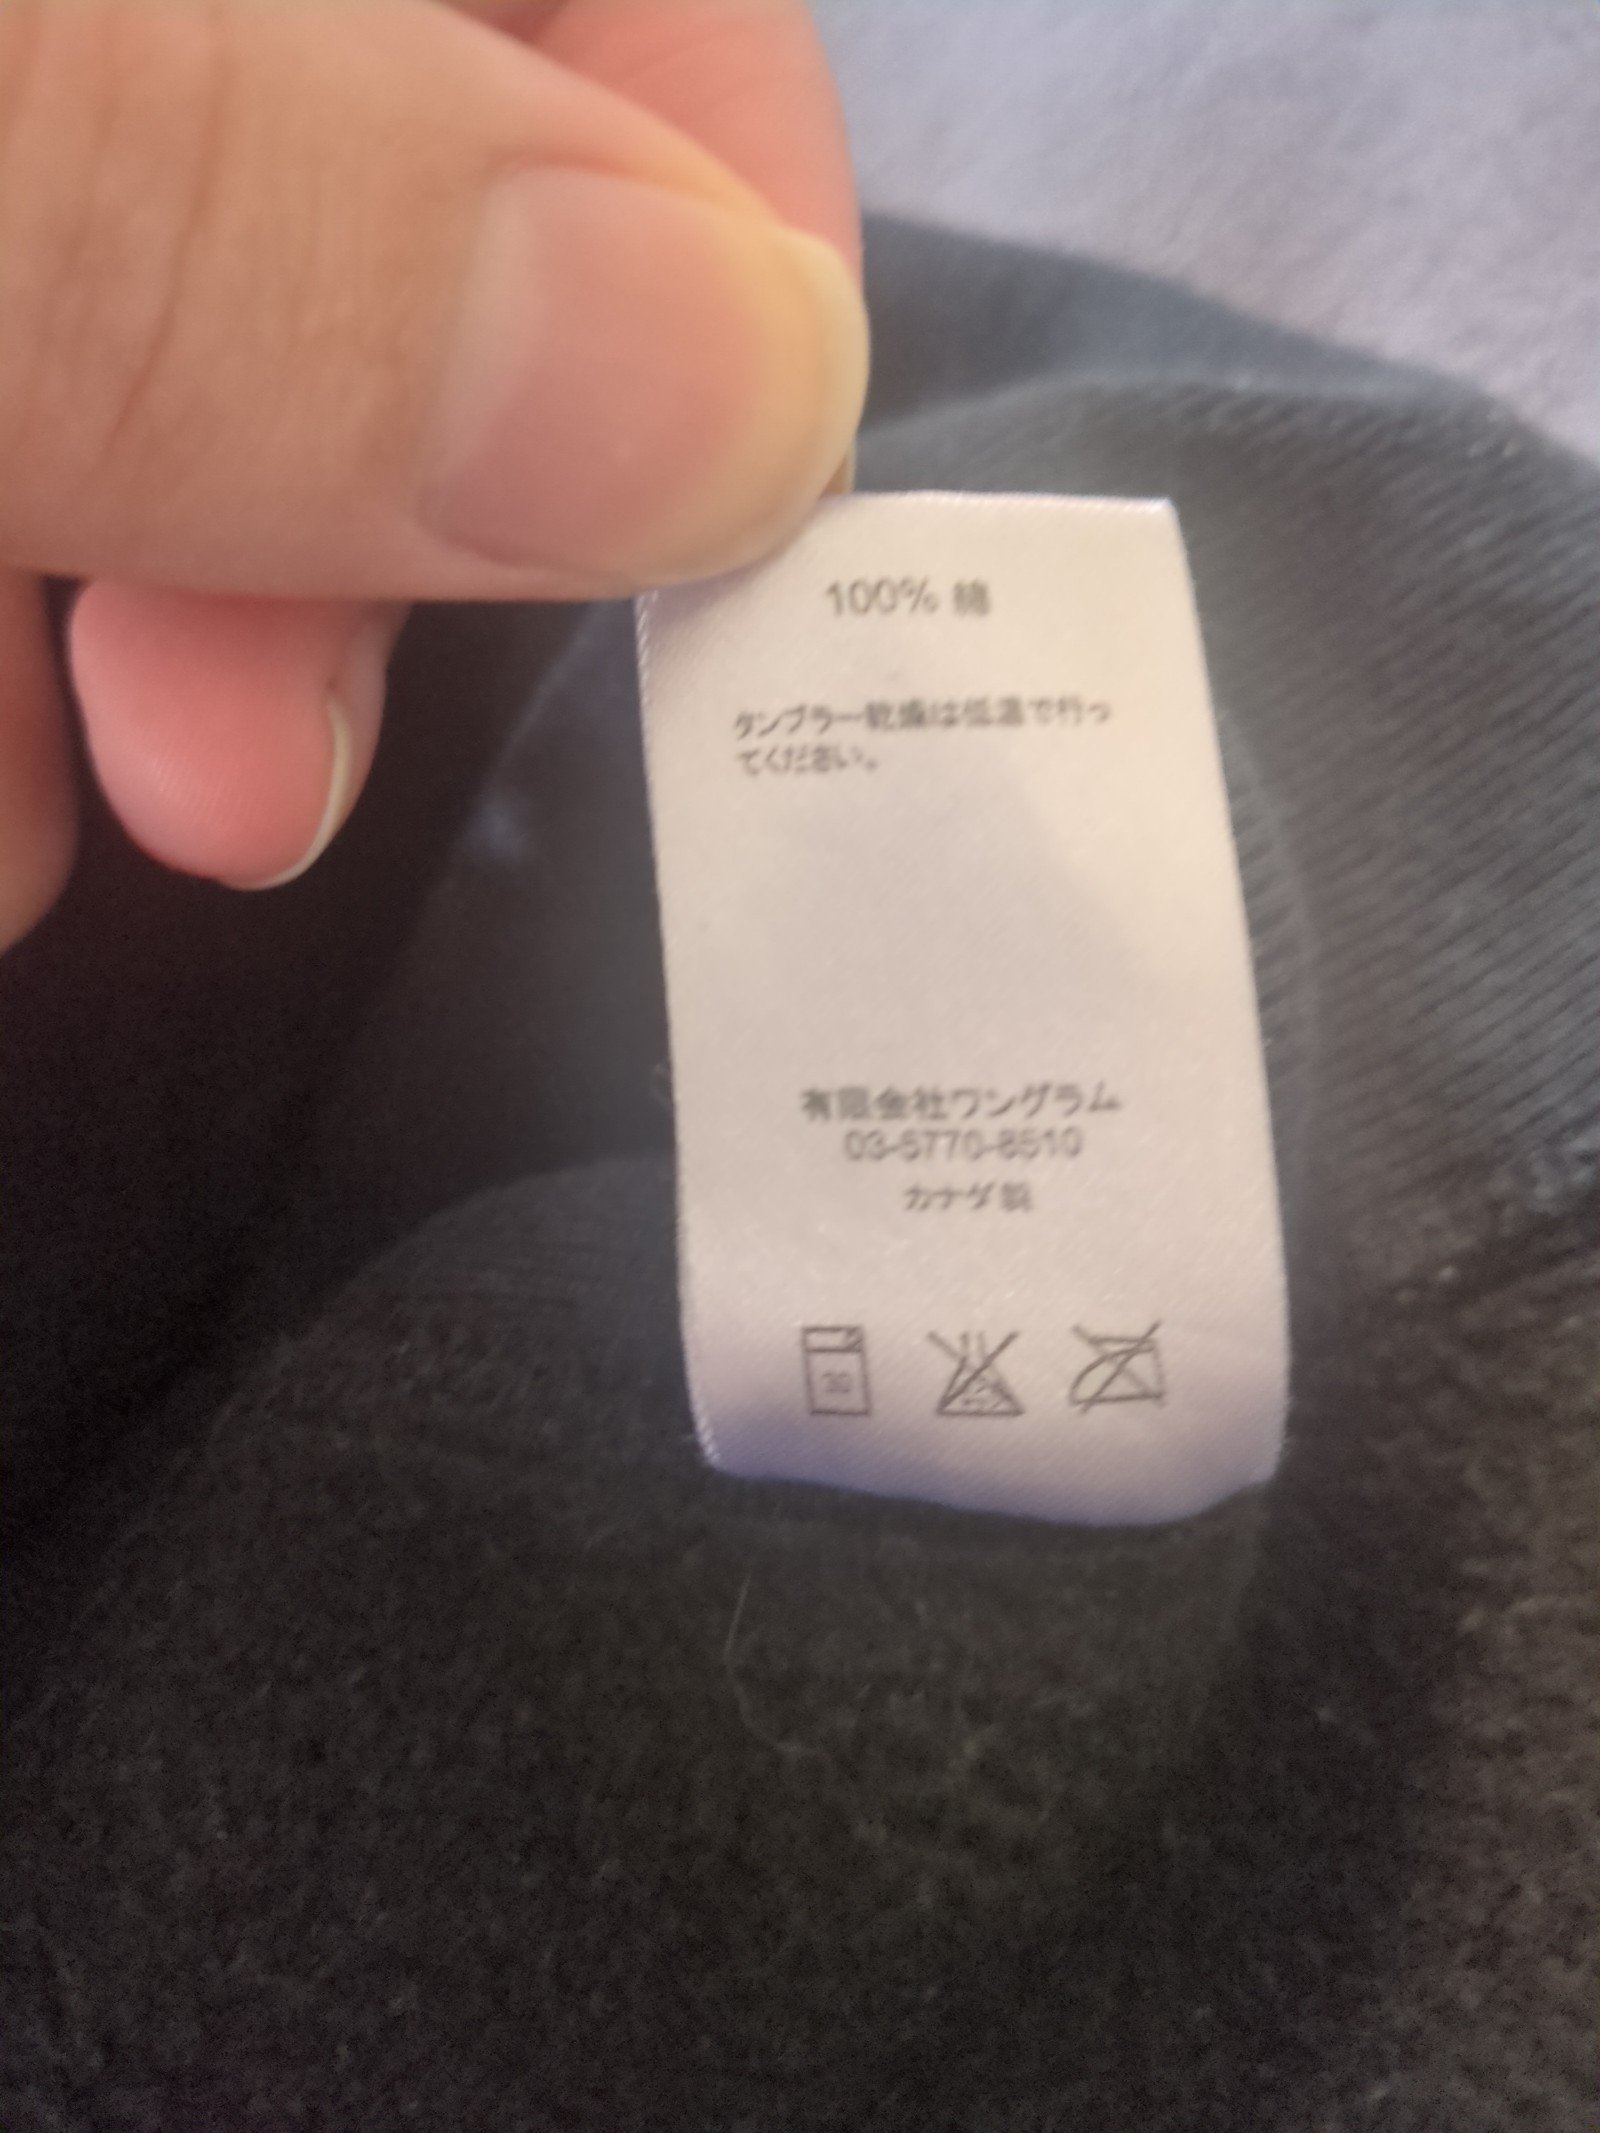 100% 綿
タンブラー乾燥は低温で行っ
てください。
有限会社ワングラム
03-5770-8510
カナダ製
30